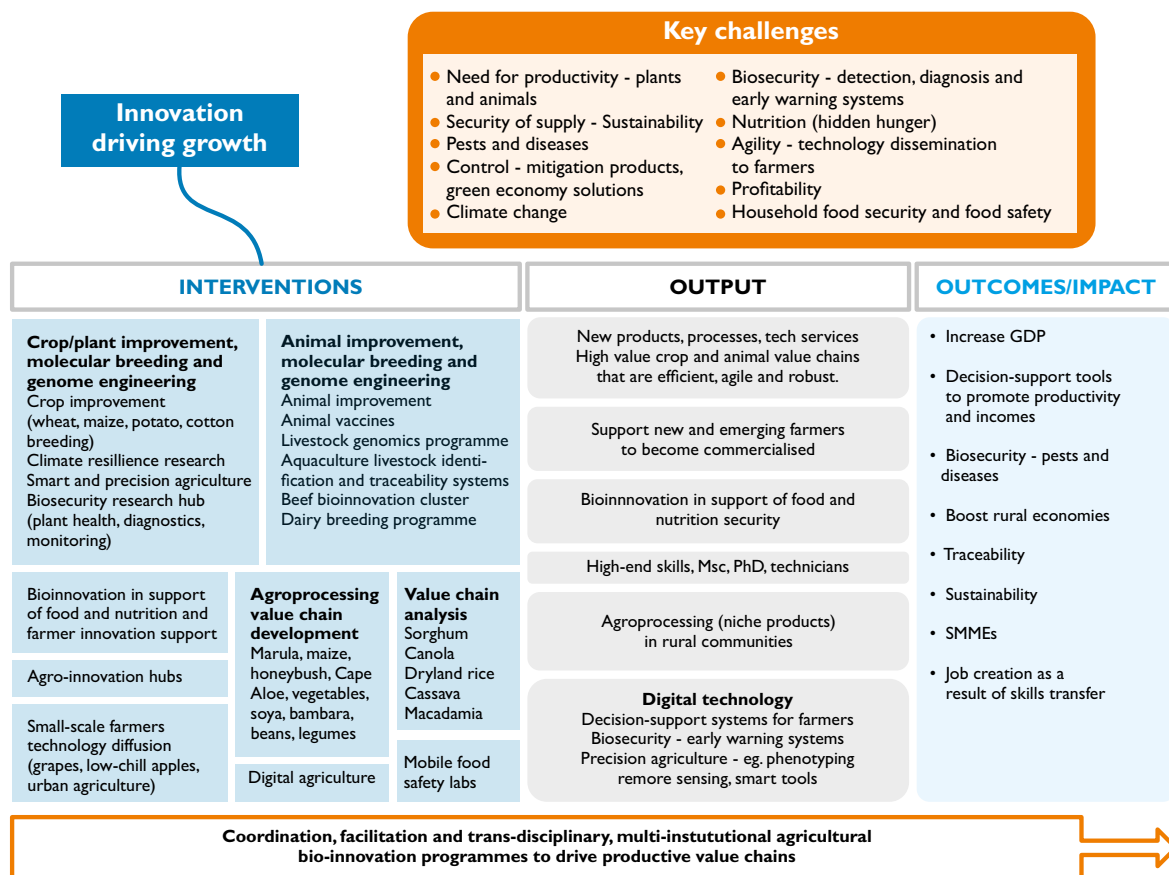 Key challenges
Need for productivity - plants
and animals
Security of supply - Sustainability
Pests and diseases
Control - mitigation products,
green economy solutions
Climate change
Biosecurity - detection, diagnosis and
early warning systems
Nutrition (hidden hunger)
Agility - technology dissemination
to farmers
Profitability
Household food security and food safety
Innovation
driving growth
INTERVENTIONS
Crop/plant improvement,
molecular breeding and
genome engineering
Crop improvement
(wheat, maize, potato, cotton
breeding)
Climate resillience research
Smart and precision agriculture
Biosecurity research hub
(plant health, diagnostics,
monitoring)
Animal improvement,
molecular breeding and
genome engineering
Animal improvement
Animal vaccines
Livestock genomics programme
Aquaculture livestock identi-
fication and traceability systems
Beef bioinnovation cluster
Dairy breeding programme
Bioinnovation in support
of food and nutrition and
farmer innovation support
Agro-innovation hubs
Small-scale farmers
technology diffusion
(grapes, low-chill apples,
urban agriculture)
Agroprocessing
value chain
development
Marula, maize,
honeybush, Cape
Aloe, vegetables,
soya, bambara,
beans, legumes
Digital agriculture
Value chain
analysis
Sorghum
Canola
Dryland rice
Cassava
Macadamia
Mobile food
safety labs
OUTPUT
New products, processes, tech services
High value crop and animal value chains
that are efficient, agile and robust.
Support new and emerging farmers
to become commercialised
Bioinnnovation in support of food and
nutrition security
High-end skills, Msc, PhD, technicians
Agroprocessing (niche products)
in rural communities
Digital technology
Decision-support systems for farmers
Biosecurity - early warning systems
Precision agriculture - eg. phenotyping
remore sensing, smart tools
OUTCOMES/IMPACT
• Increase GDP
• Decision-support tools
to promote productivity
and incomes
• Biosecurity - pests and
diseases
• Boost rural economies
• Traceability
• Sustainability
• SMMEs
• Job creation as a
result of skills transfer
Coordination, facilitation and trans-disciplinary, multi-instutional agricultural
bio-innovation programmes to drive productive value chains